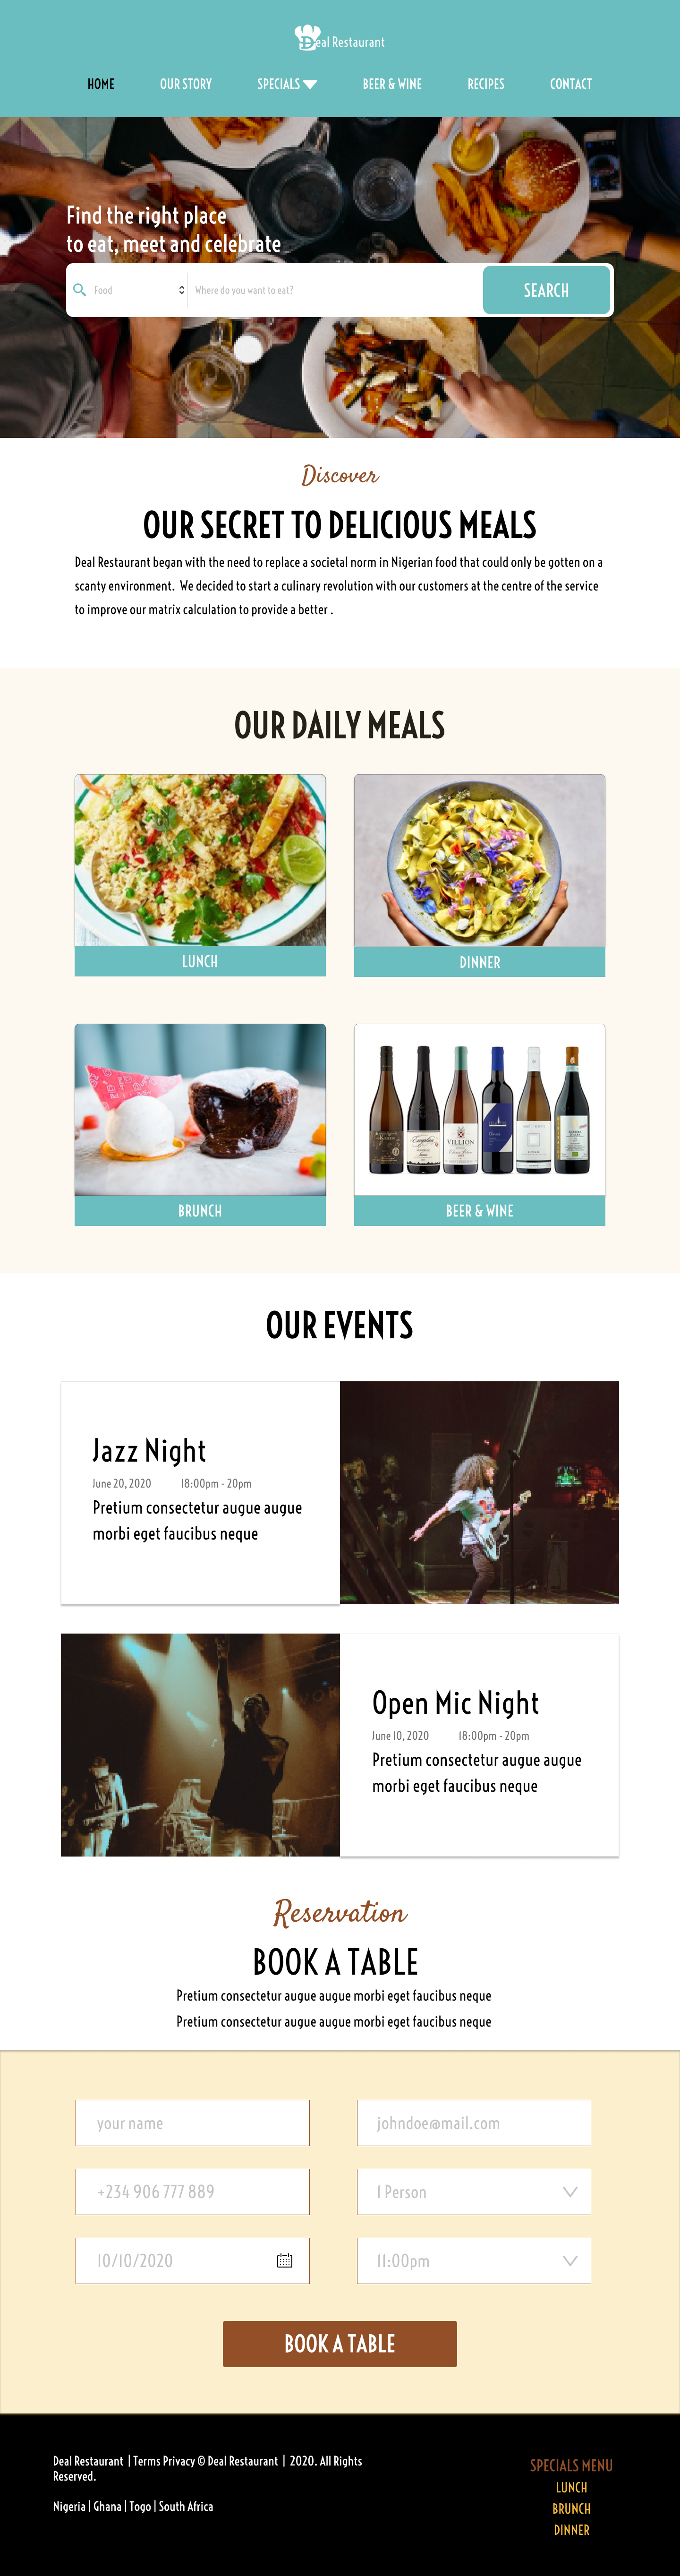 Deal Restaurant
HOME OUR STORY SPECIALS BEER & WINE RECIPES CONTACT
Find the right place
to eat, meet and celebrate
Food Where do you want to eat? SEARCH
Discover
OUR SECRET TO DELICIOUS MEALS
Deal Restaurant began with the need to replace a societal norm in Nigerian food that could only be gotten on a
scanty environment. We decided to start a culinary revolution with our customers at the centre of the service
to improve our matrix calculation to provide a better .
OUR DAILY MEALS
LUNCH
DINNER
VILLION
BRUNCH
BEER & WINE
OUR EVENTS
Jazz Night
June 20, 2020 18:00pm - 20pm
Pretium consectetur augue augue
morbi eget faucibus neque
Open Mic Night
June 10, 2020 18:00pm - 20pm
Pretium consectetur augue augue
morbi eget faucibus neque
Reservation
BOOK A TABLE
Pretium consectetur augue augue morbi eget faucibus neque
Pretium consectetur augue augue morbi eget faucibus neque
your name johndoe@mail.com
+234 906 777 889 1 Person
10/10/2020 11:00pm
BOOK A TABLE
Deal Restaurant | Terms Privacy © Deal Restaurant | 2020. All Rights
Reserved.
Nigeria | Ghana | Togo | South Africa
SPECIALS MENU
LUNCH
BRUNCH
DINNER